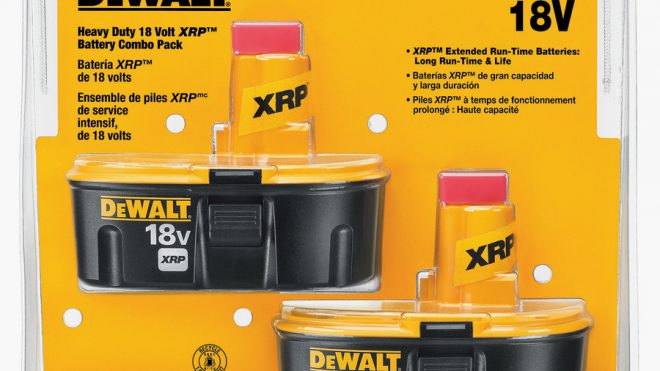 DEWALT
18V
Heavy Duty 18 Volt XRP™
Battery Combo Pack
Batería XRP™
de 18 volts
Ensemble de piles XRPᵐᶜ
de service
intensif,
de 18 volts
• XRP™ Extended Run-Time Batteries:
Long Run-Time & Life
• Baterías XRP™ de gran capacidad
y larga duración
• Piles XRP™ à temps de fonctionnement
prolongé : Haute capacité
XRP
DEWALT
18V
XRP
XRP
DEWALT
RECYCLE